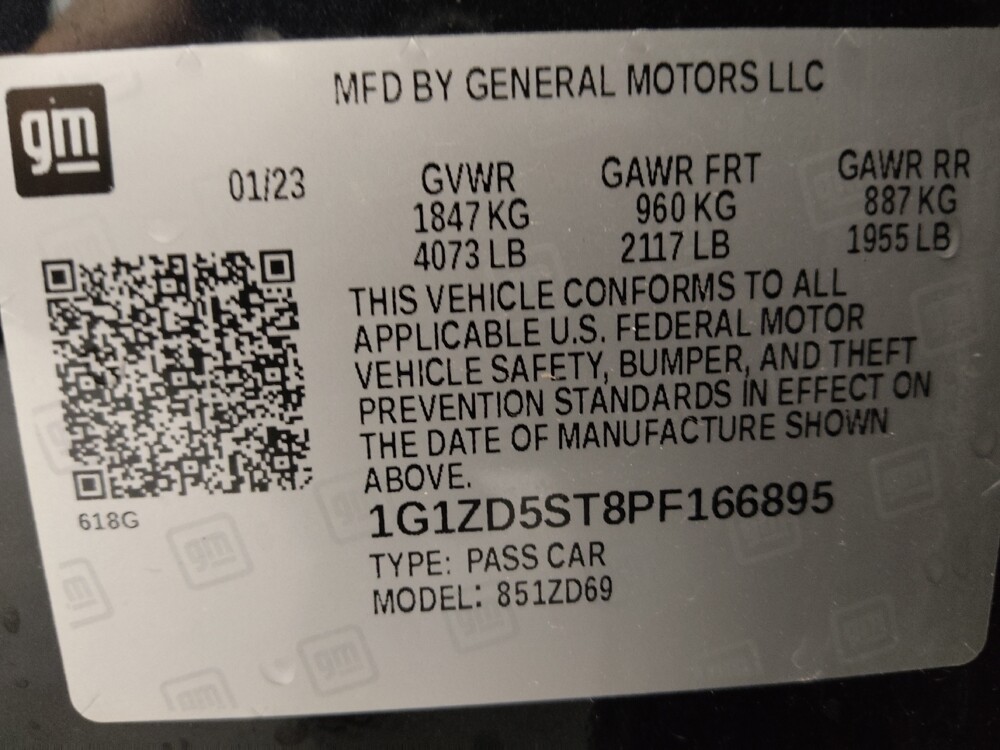 MFD BY GENERAL MOTORS LLC
gm
01/23
GVWR GAWR FRT GAWR RR
1847 KG 960 KG 887 KG
4073 LB 2117 LB 1955 LB
THIS VEHICLE CONFORMS TO ALL
APPLICABLE U.S. FEDERAL MOTOR
VEHICLE SAFETY, BUMPER, AND THEFT
PREVENTION STANDARDS IN EFFECT ON
THE DATE OF MANUFACTURE SHOWN
ABOVE.
618G
1G1ZD5ST8PF166895
TYPE: PASS CAR
MODEL: 851ZD69